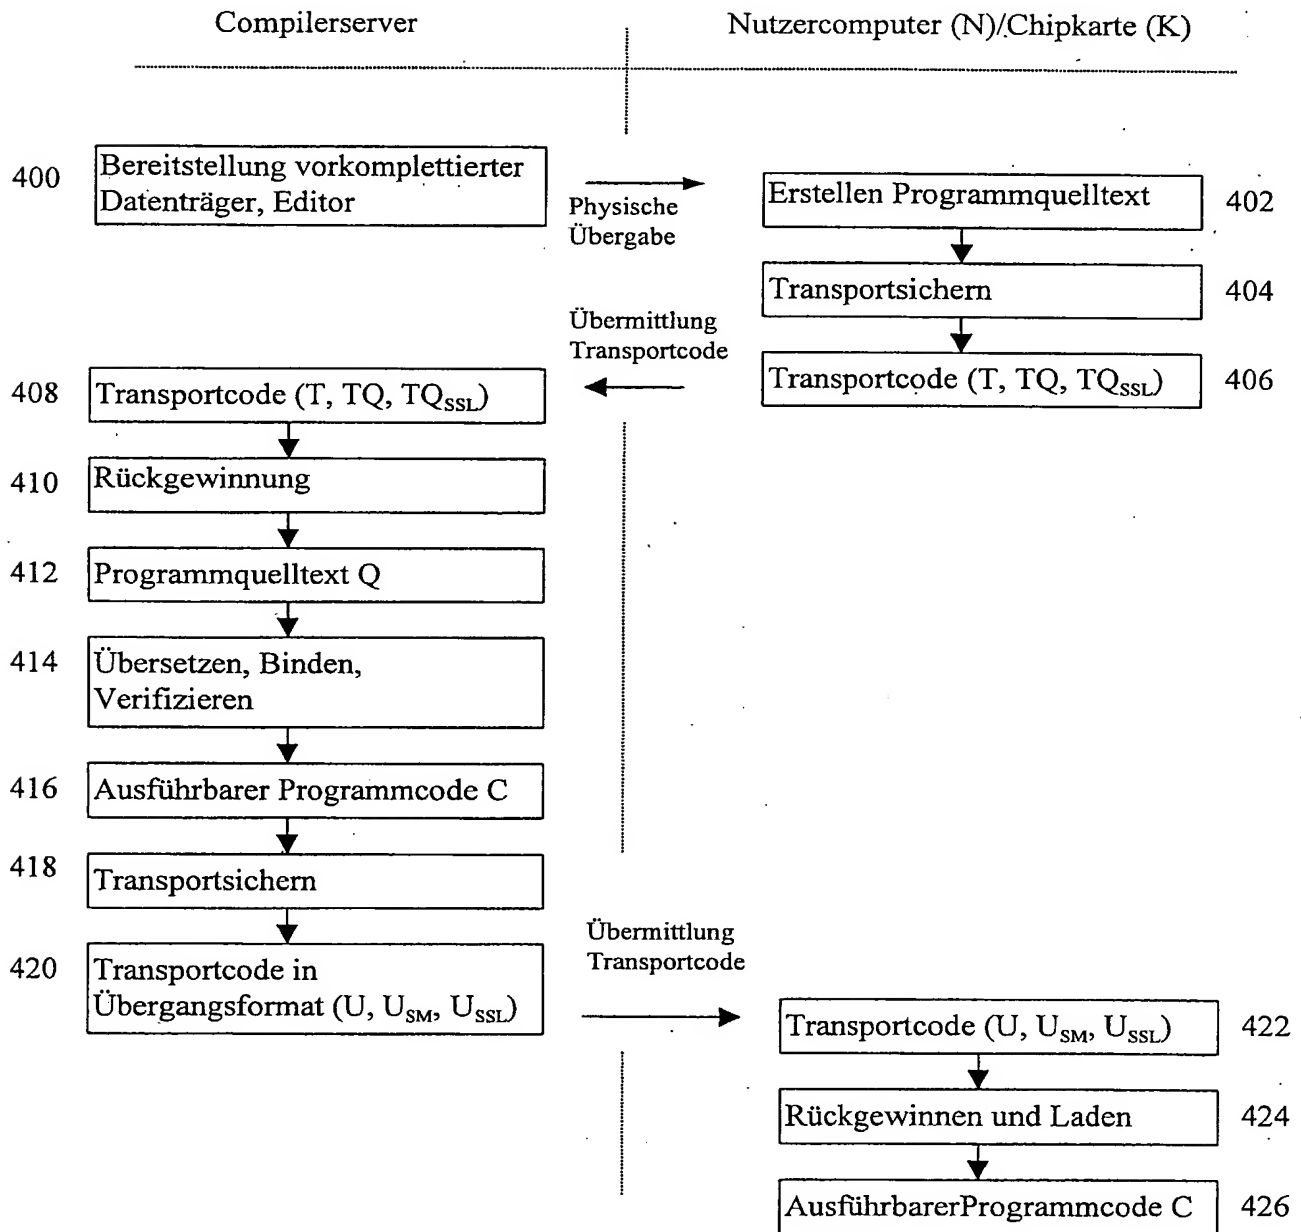 Compilerserver
Nutzercomputer (N)/Chipkarte (K)
400
Bereitstellung vorkomplettierter
Datenträger, Editor
Physische
Übergabe
Erstellen Programmquelltext
402
Transportsichern
404
Übermittlung
Transportcode
Transportcode (T, TQ, TQSSL)
406
408
Transportcode (T, TQ, TQSSL)
410
Rückgewinnung
412
Programmquelltext Q
414
Übersetzen, Binden,
Verifizieren
416
Ausführbarer Programmcode C
418
Transportsichern
420
Transportcode in
Übergangsformat (U, USM, USSL)
Übermittlung
Transportcode
Transportcode (U, USM, USSL)
422
Rückgewinnen und Laden
424
AusführbarerProgrammcode C
426